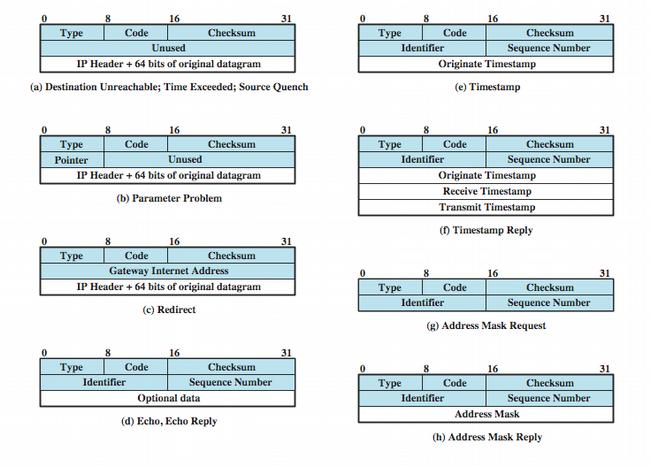 0 8 16 31
Type Code Checksum
Unused
IP Header + 64 bits of original datagram
(a) Destination Unreachable; Time Exceeded; Source Quench
0 8 16 31
Type Code Checksum
Pointer Unused
IP Header + 64 bits of original datagram
(b) Parameter Problem
0 8 16 31
Type Code Checksum
Gateway Internet Address
IP Header + 64 bits of original datagram
(c) Redirect
0 8 16 31
Type Code Checksum
Identifier Sequence Number
Optional data
(d) Echo, Echo Reply
0 8 16 31
Type Code Checksum
Identifier Sequence Number
Originate Timestamp
(e) Timestamp
0 8 16 31
Type Code Checksum
Identifier Sequence Number
Originate Timestamp
Receive Timestamp
Transmit Timestamp
(f) Timestamp Reply
0 8 16 31
Type Code Checksum
Identifier Sequence Number
(g) Address Mask Request
0 8 16 31
Type Code Checksum
Identifier Sequence Number
Address Mask
(h) Address Mask Reply